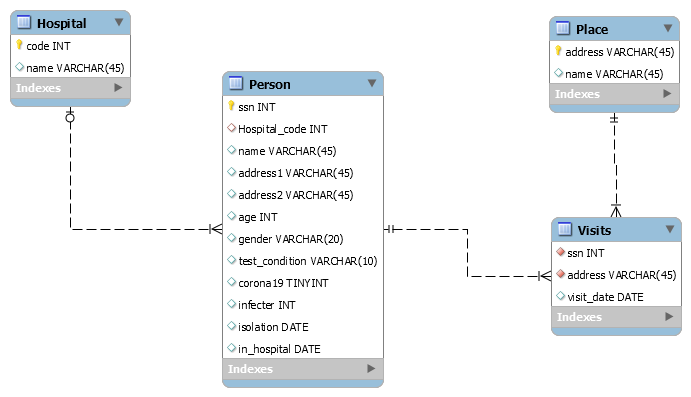 Hospital
code INT
name VARCHAR(45)
Indexes
Person
ssn INT
Hospital_code INT
name VARCHAR(45)
address1 VARCHAR(45)
address2 VARCHAR(45)
age INT
gender VARCHAR(20)
test_condition VARCHAR(10)
corona19 TINYINT
infecter INT
isolation DATE
in_hospital DATE
Indexes
Place
address VARCHAR(45)
name VARCHAR(45)
Indexes
Visits
ssn INT
address VARCHAR(45)
visit_date DATE
Indexes